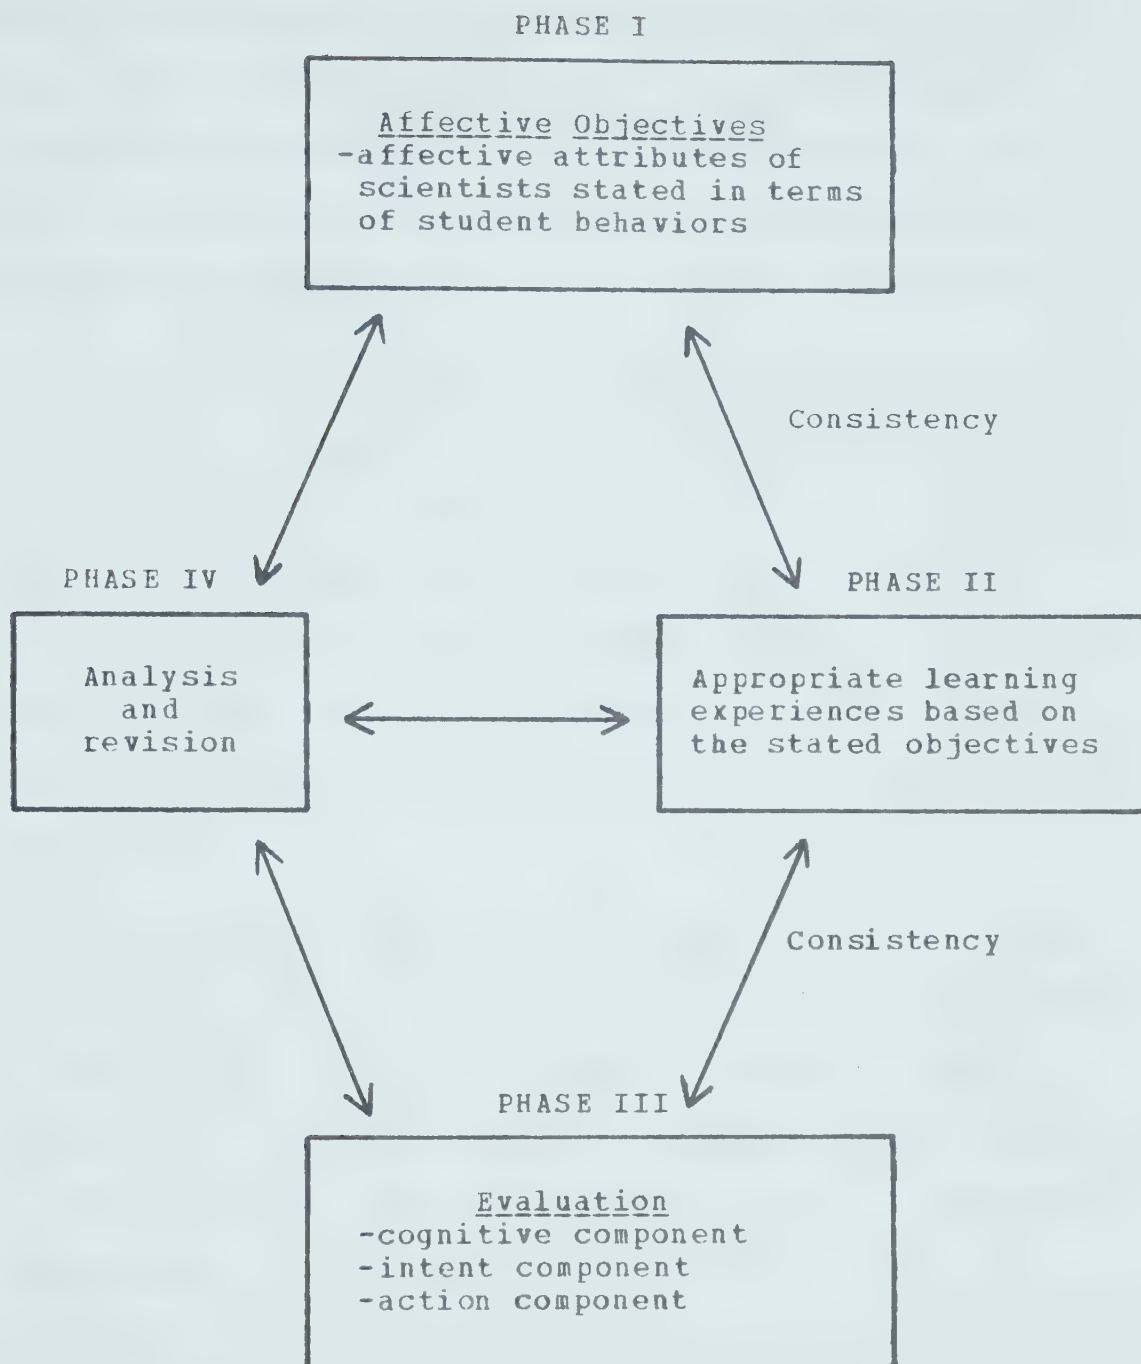 PHASE I
Affective Objectives
-affective attributes of
scientists stated in terms
of student behaviors
Consistency
PHASE IV
PHASE II
Analysis
and
revision
Appropriate learning
experiences based on
the stated objectives
Consistency
PHASE III
Evaluation
-cognitive component
-intent component
-action component